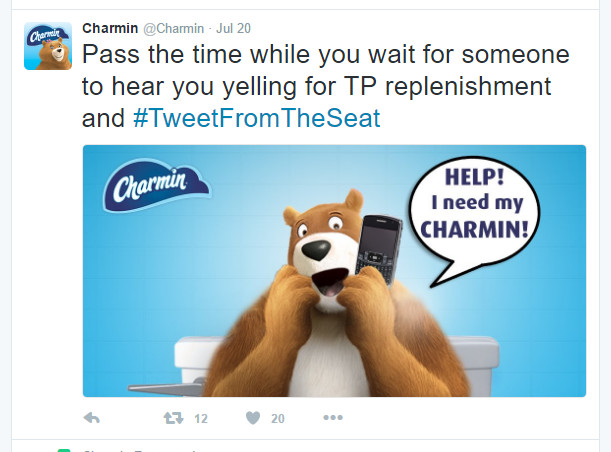 Charmin @Charmin · Jul 20
Pass the time while you wait for someone
to hear you yelling for TP replenishment
and #TweetFromTheSeat
Charmin
Charmin
HELP!
I need my
CHARMIN!
12
20